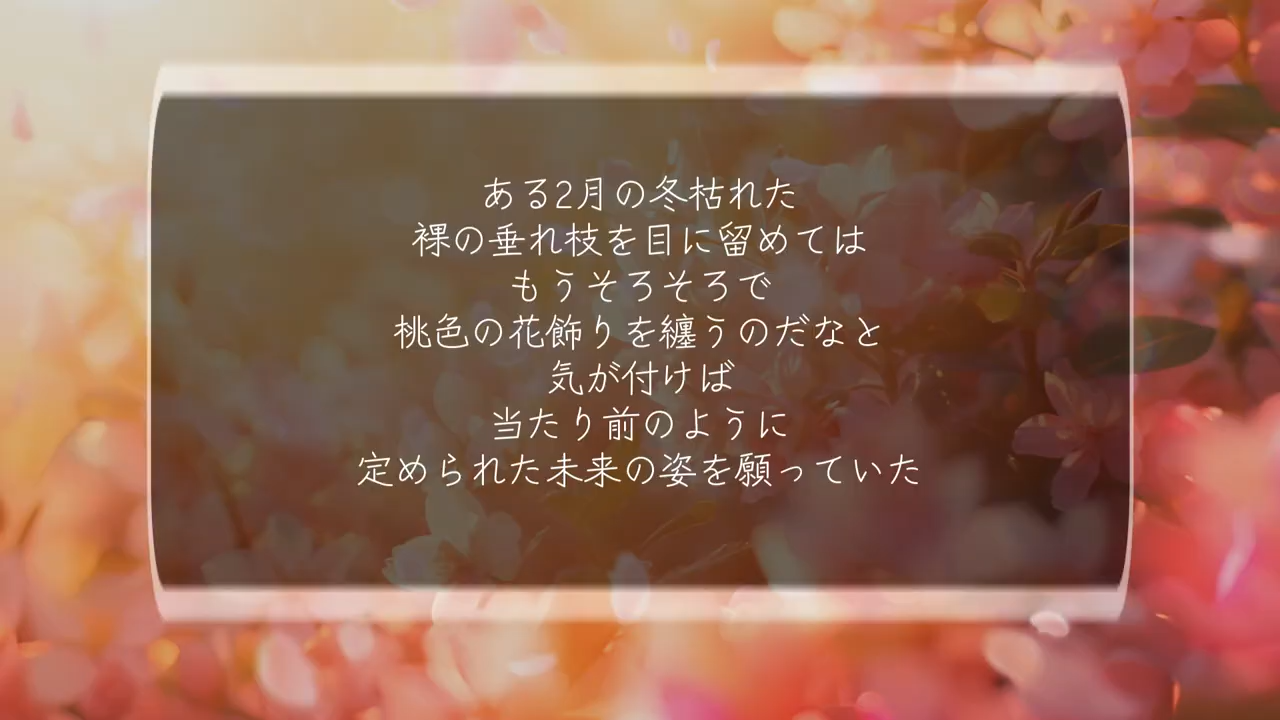 ある2月の冬枯れた
裸の垂れ枝を目に留めては
もうそろそろで
桃色の花飾りを纏うのだなと
気が付けば
当たり前のように
定められた未来の姿を願っていた